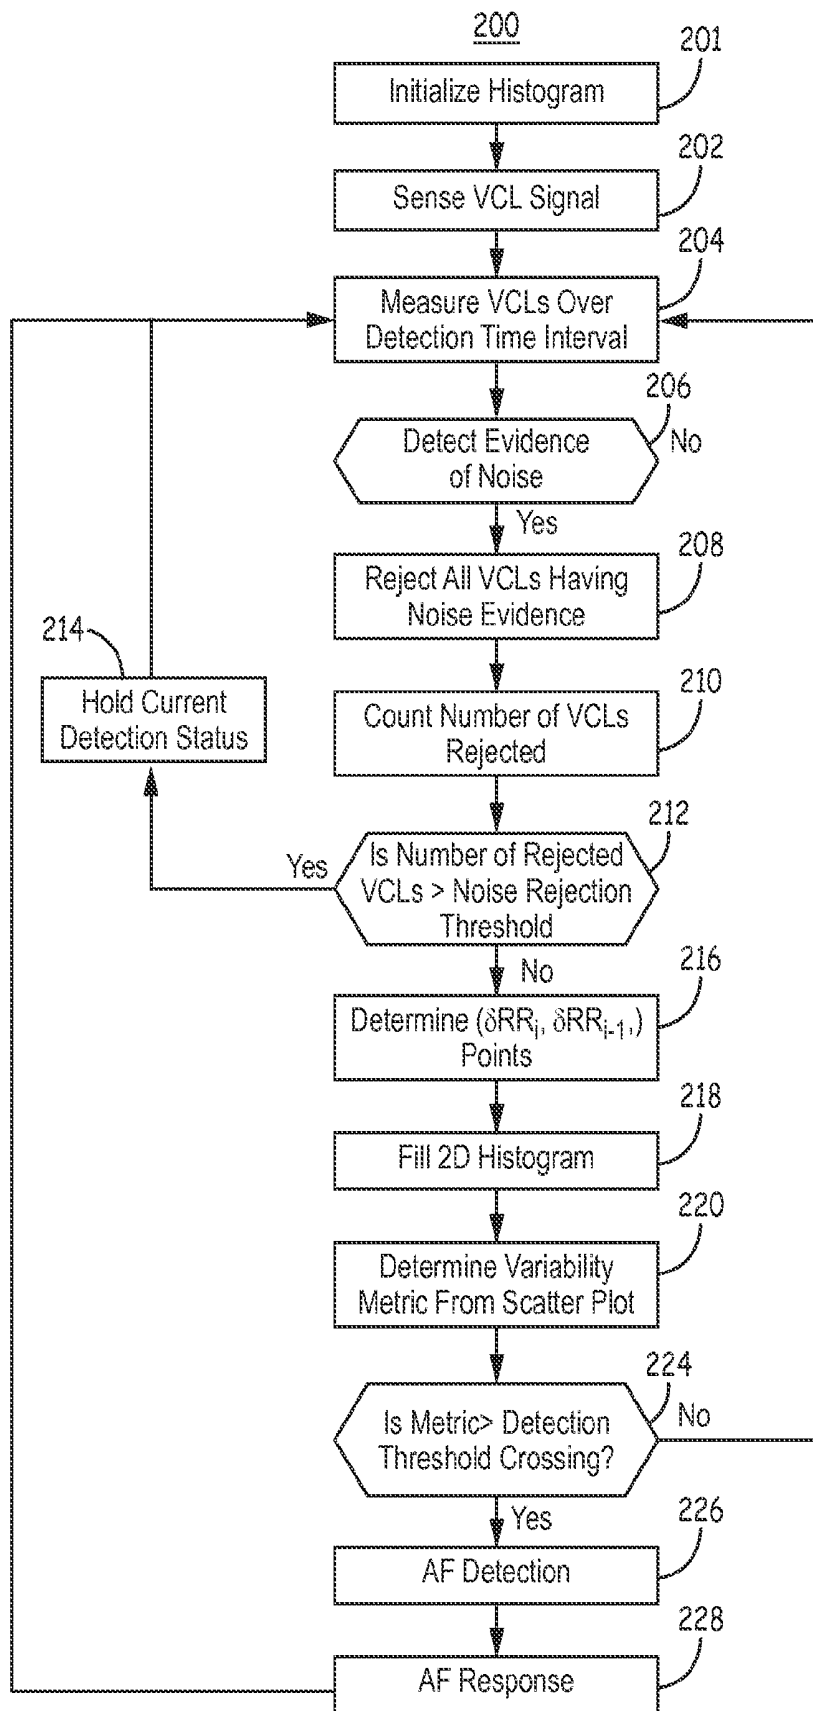 200
201
Initialize Histogram
202
Sense VCL Signal
204
Measure VCLs Over
Detection Time Interval
206
Detect Evidence
of Noise
No
Yes
208
Reject All VCLs Having
Noise Evidence
214
Hold Current
Detection Status
210
Count Number of VCLs
Rejected
212
Yes
Is Number of Rejected
VCLs > Noise Rejection
Threshold
No
216
Determine (δRRi, δRRi-1,)
Points
218
Fill 2D Histogram
220
Determine Variability
Metric From Scatter Plot
224
Is Metric> Detection
Threshold Crossing?
No
Yes
226
AF Detection
228
AF Response